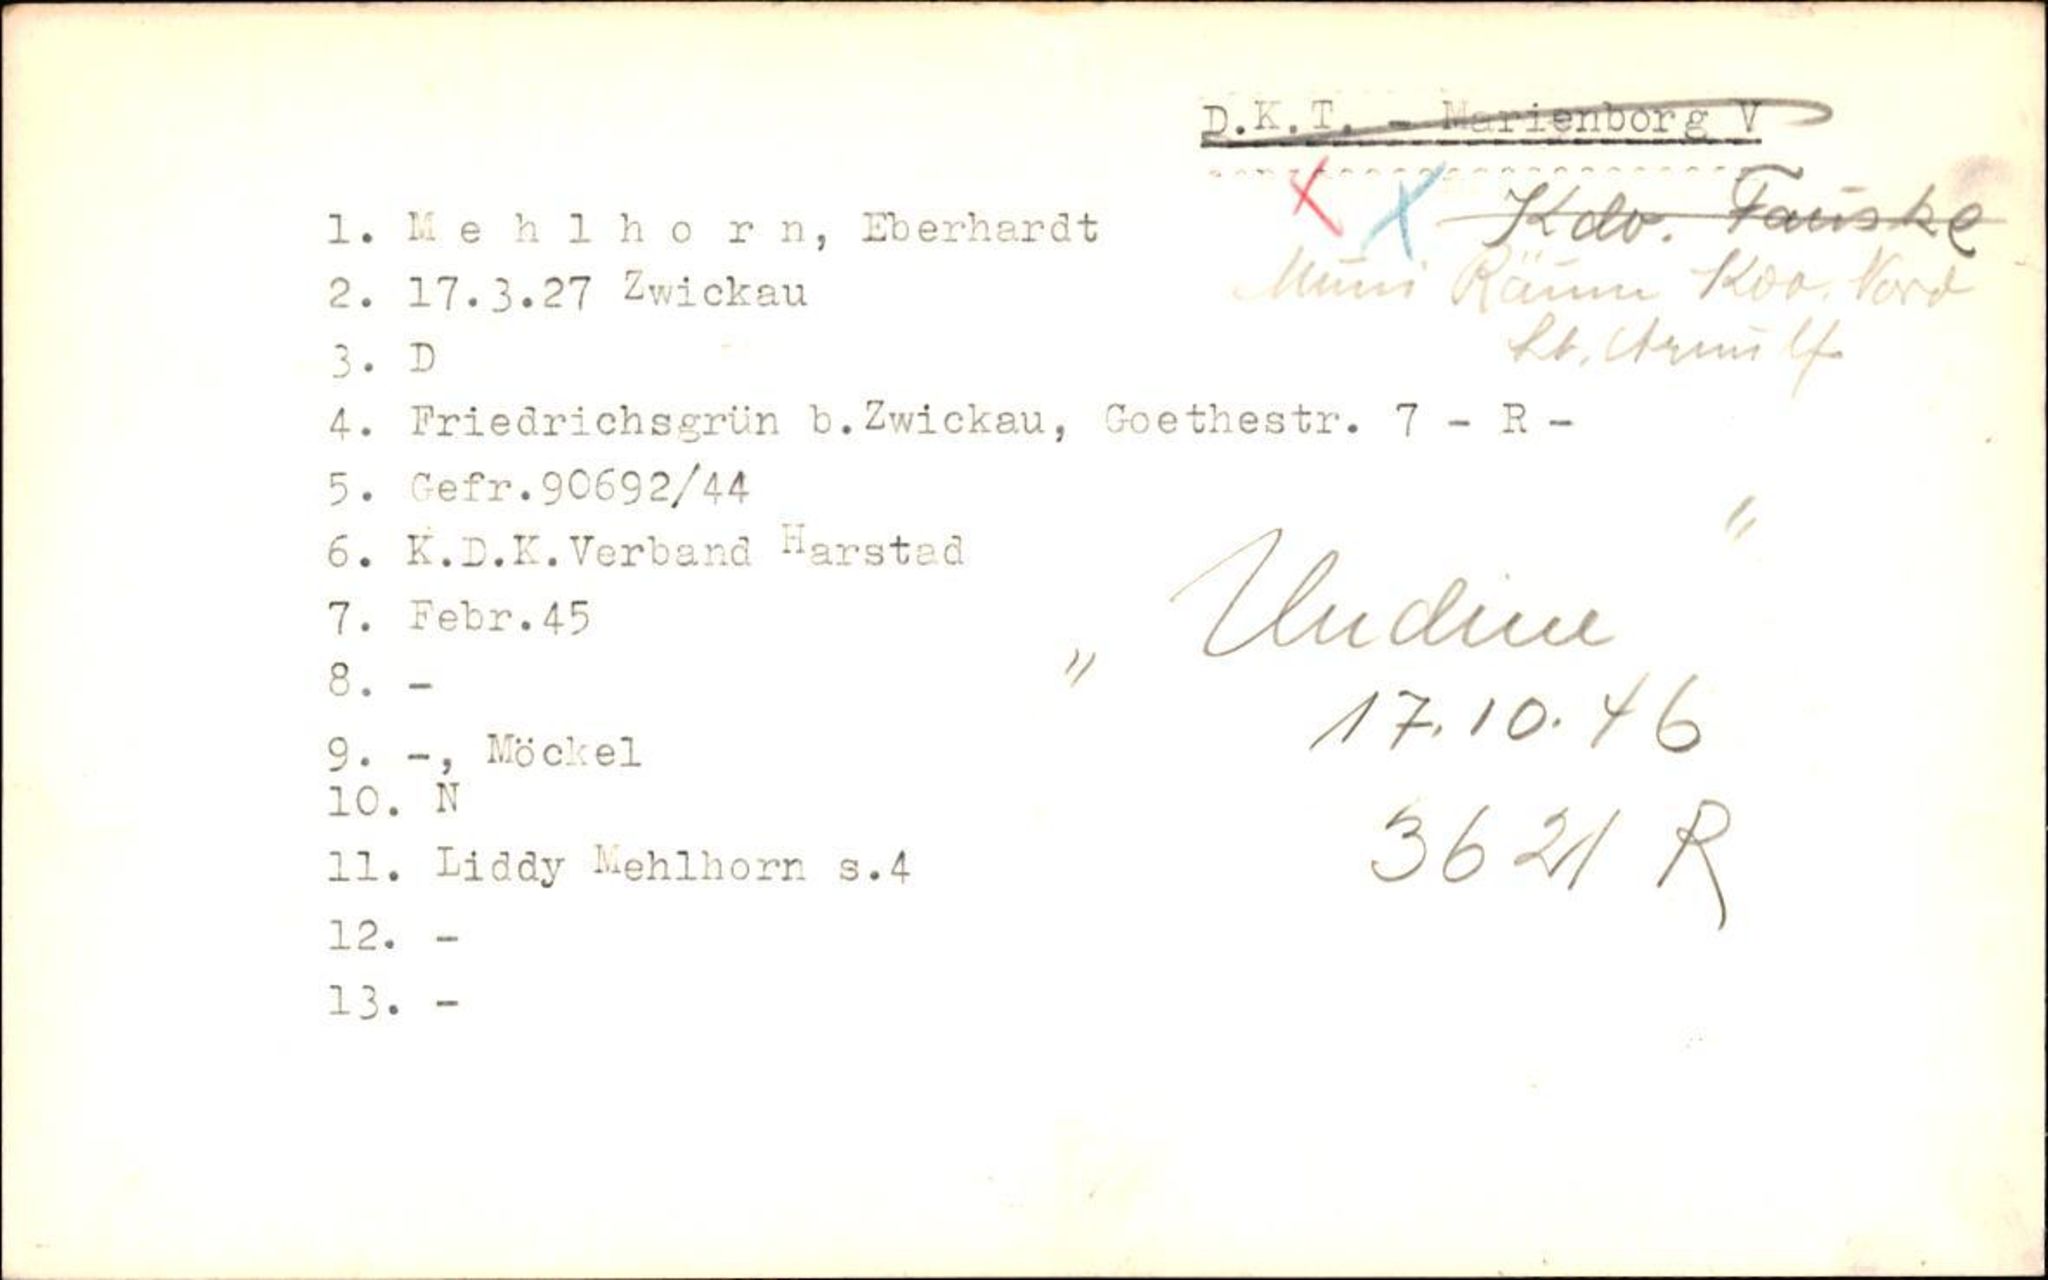 D.K.T. - Marienborg V
Kdo. Fauske
Muni Räum Kdo. Nord
Lt. Arnulf
1. M e h l h o r n, Eberhardt
2. 17.3.27 Zwickau
3. D
4. Friedrichsgrün b.Zwickau, Goethestr. 7 - R -
5. Gefr.90692/44
6. K.D.K.Verband Harstad
7. Febr.45
8. -
9. -, Möckel
10. N
11. Liddy Mehlhorn s.4
12. -
13. -
"Undine"
17.10.46
3621 R